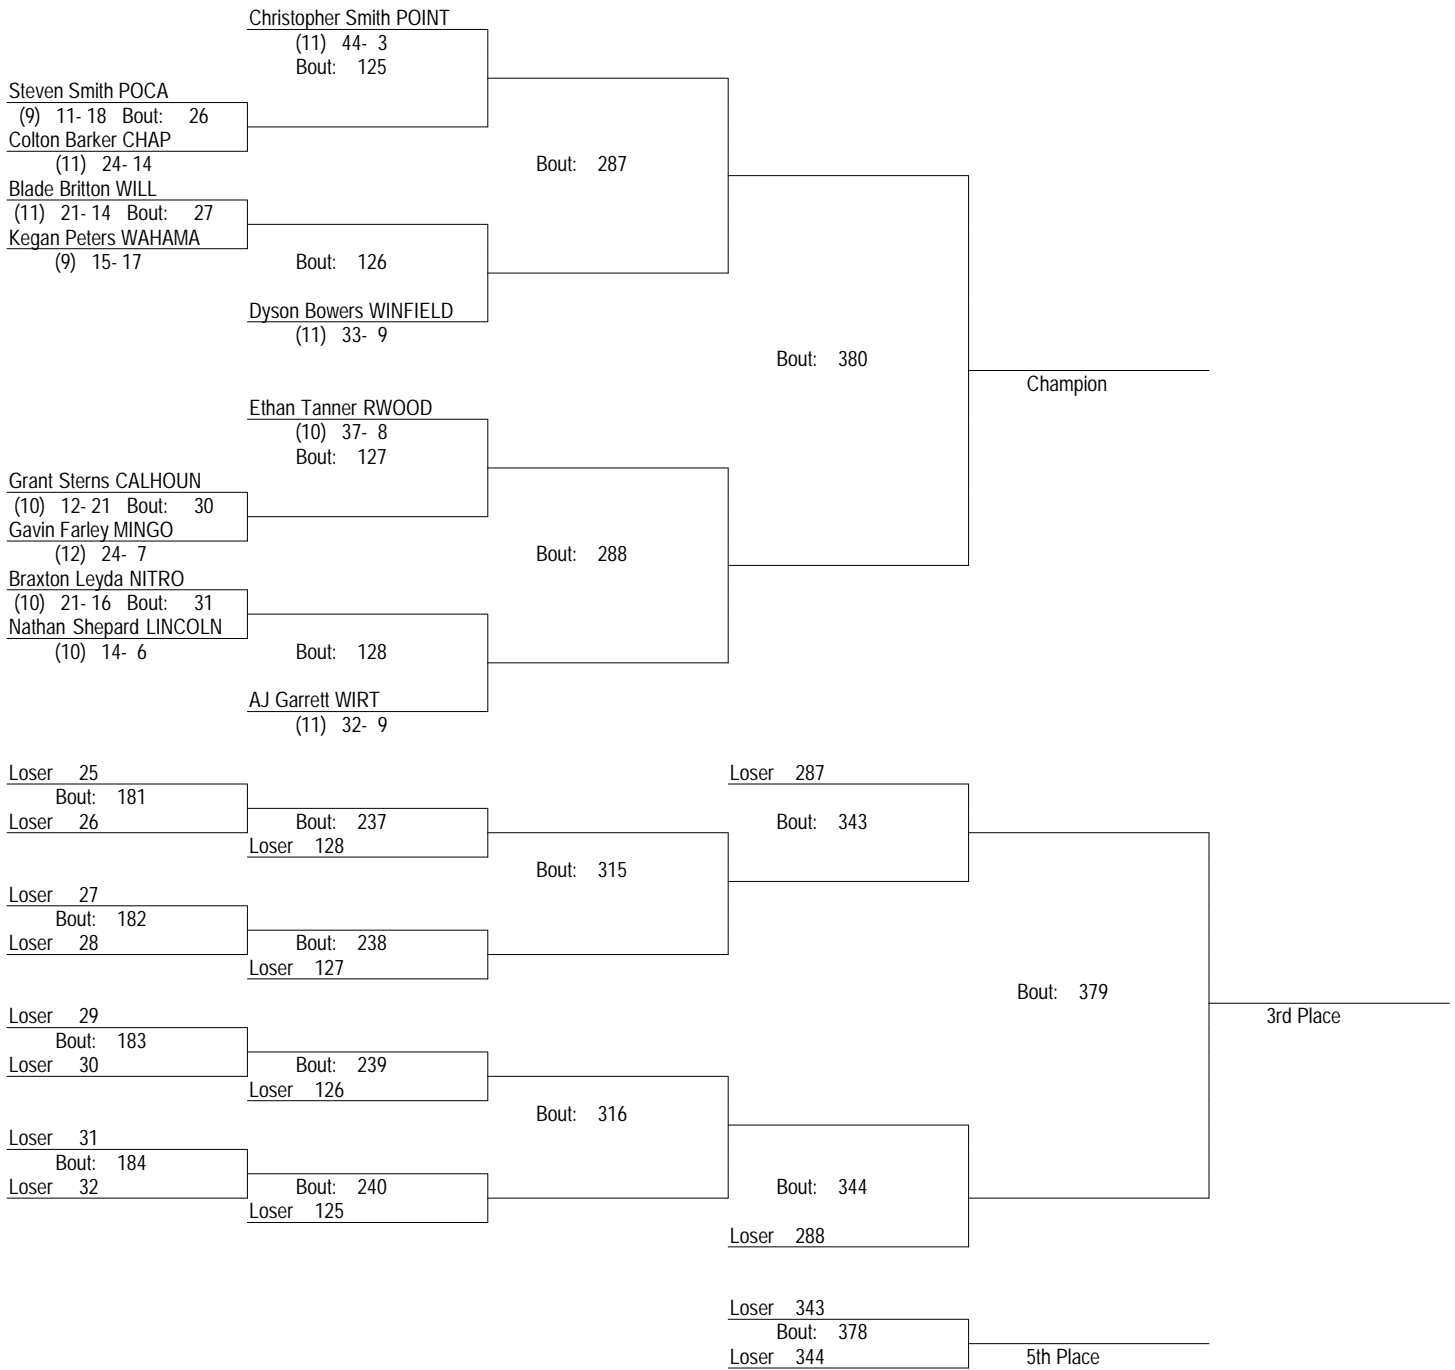 Christopher Smith POINT
(11) 44- 3
Bout: 125
Steven Smith POCA
(9) 11- 18 Bout: 26
Colton Barker CHAP
(11) 24- 14
Bout: 287
Blade Britton WILL
(11) 21- 14 Bout: 27
Kegan Peters WAHAMA
(9) 15- 17
Bout: 126
Dyson Bowers WINFIELD
(11) 33- 9
Bout: 380
Champion
Ethan Tanner RWOOD
(10) 37- 8
Bout: 127
Grant Sterns CALHOUN
(10) 12- 21 Bout: 30
Gavin Farley MINGO
(12) 24- 7
Bout: 288
Braxton Leyda NITRO
(10) 21- 16 Bout: 31
Nathan Shepard LINCOLN
(10) 14- 6
Bout: 128
AJ Garrett WIRT
(11) 32- 9
Loser 25
Bout: 181
Loser 26
Bout: 237
Loser 128
Bout: 315
Loser 287
Bout: 343
Loser 27
Bout: 182
Loser 28
Bout: 238
Loser 127
Bout: 379
3rd Place
Loser 29
Bout: 183
Loser 30
Bout: 239
Loser 126
Bout: 316
Loser 31
Bout: 184
Loser 32
Bout: 240
Loser 125
Bout: 344
Loser 288
Loser 343
Bout: 378
Loser 344
5th Place